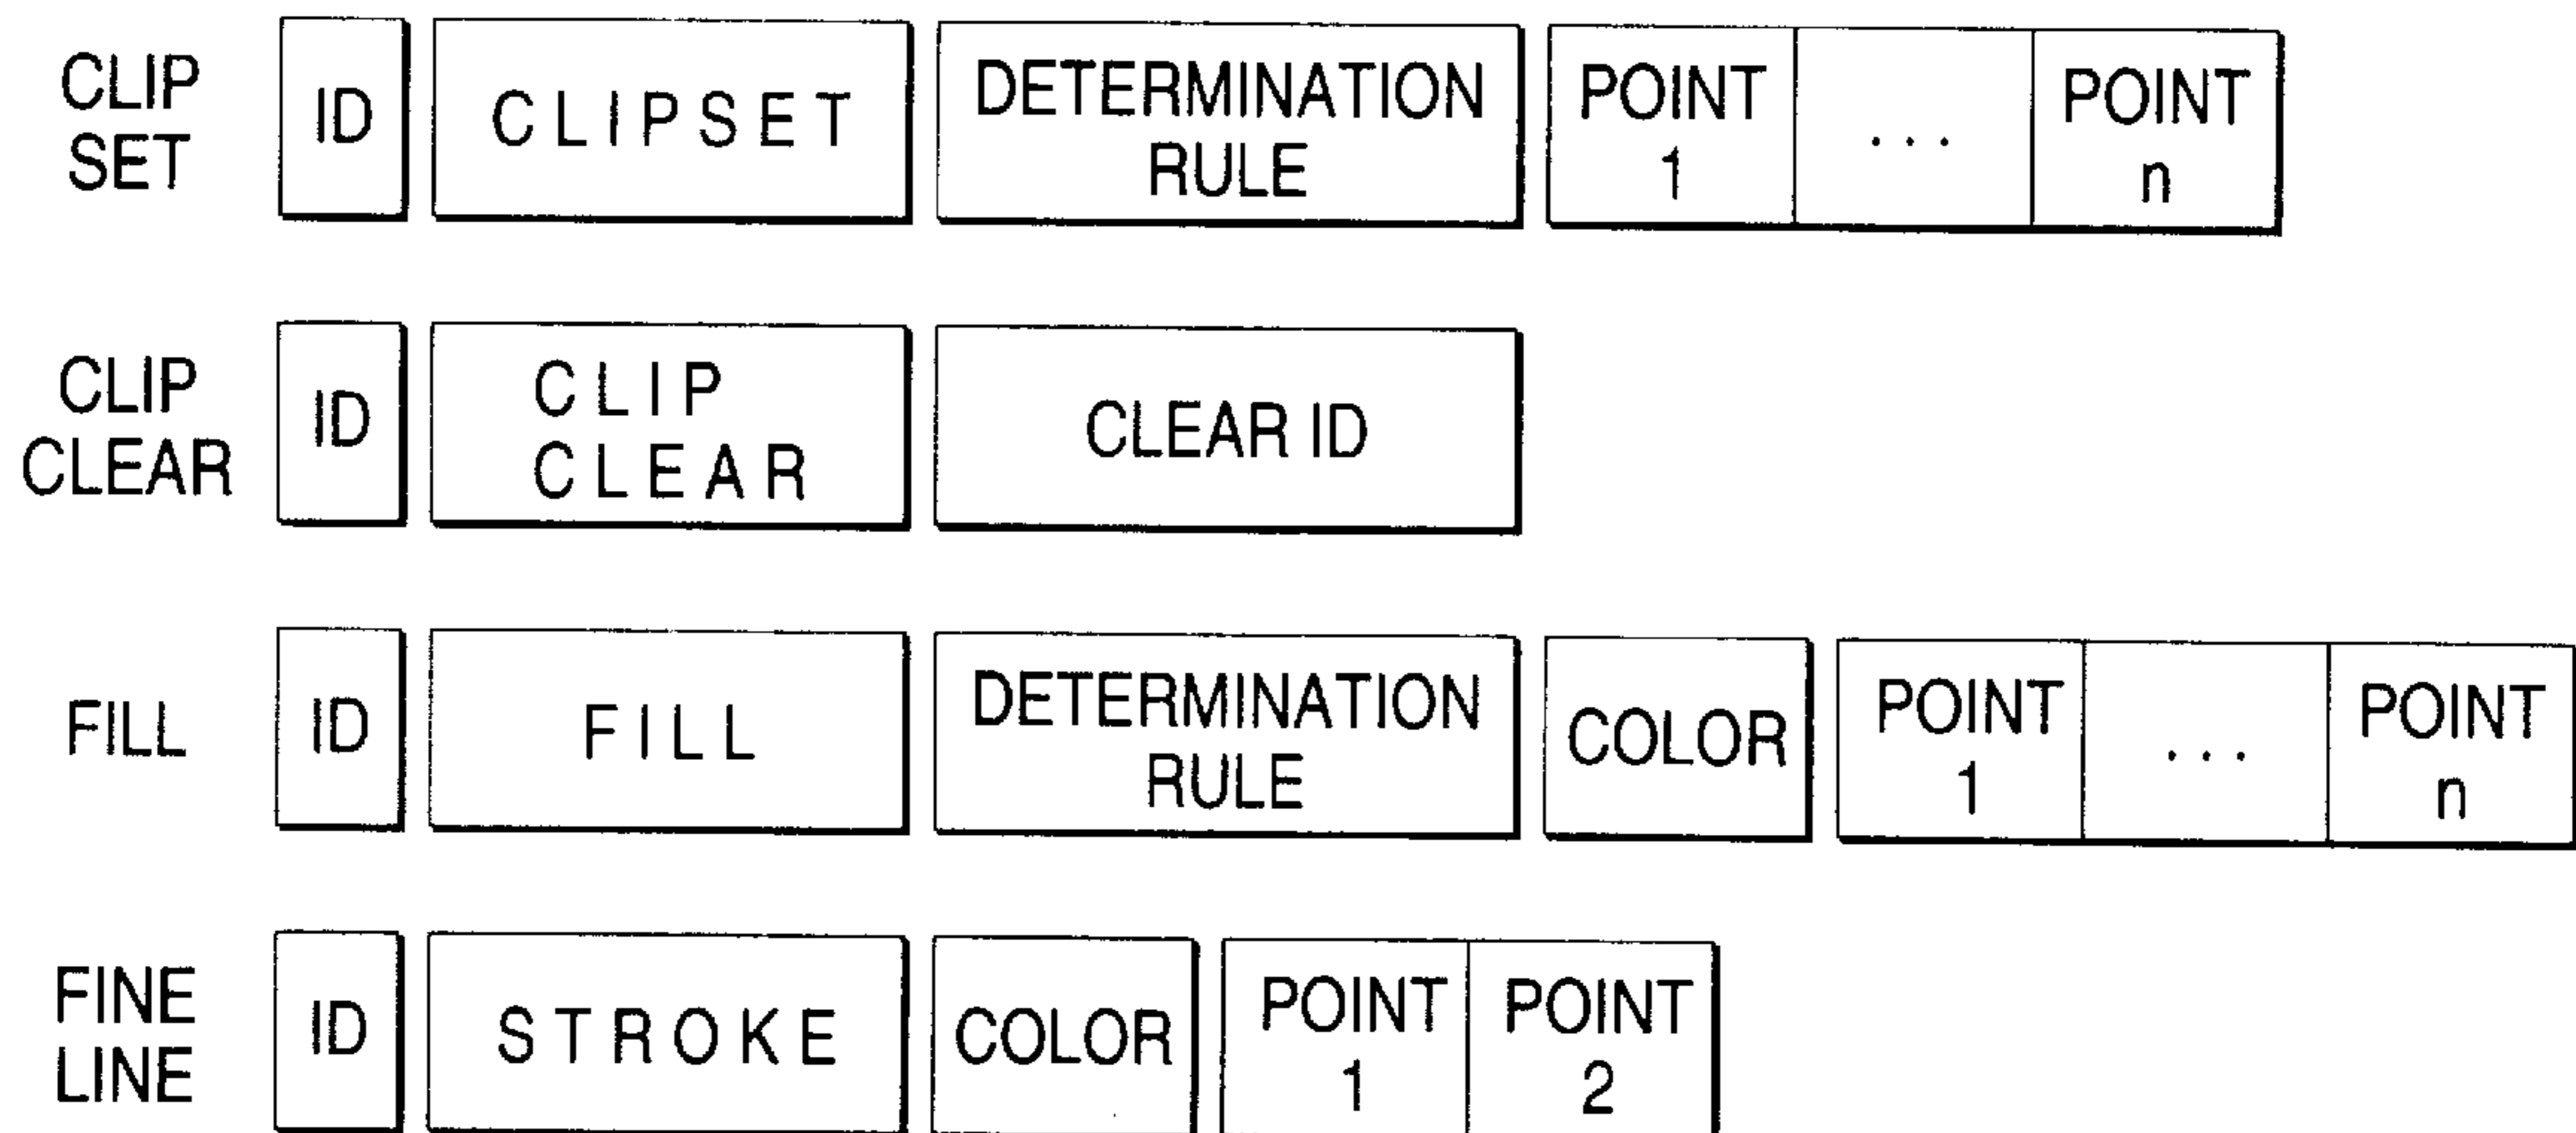 CLIP
SET
ID
CLIPSET
DETERMINATION
RULE
POINT
1
...
POINT
n
CLIP
CLEAR
ID
CLIP
CLEAR
CLEAR ID
FILL
ID
FILL
DETERMINATION
RULE
COLOR
POINT
1
...
POINT
n
FINE
LINE
ID
STROKE
COLOR
POINT
1
POINT
2